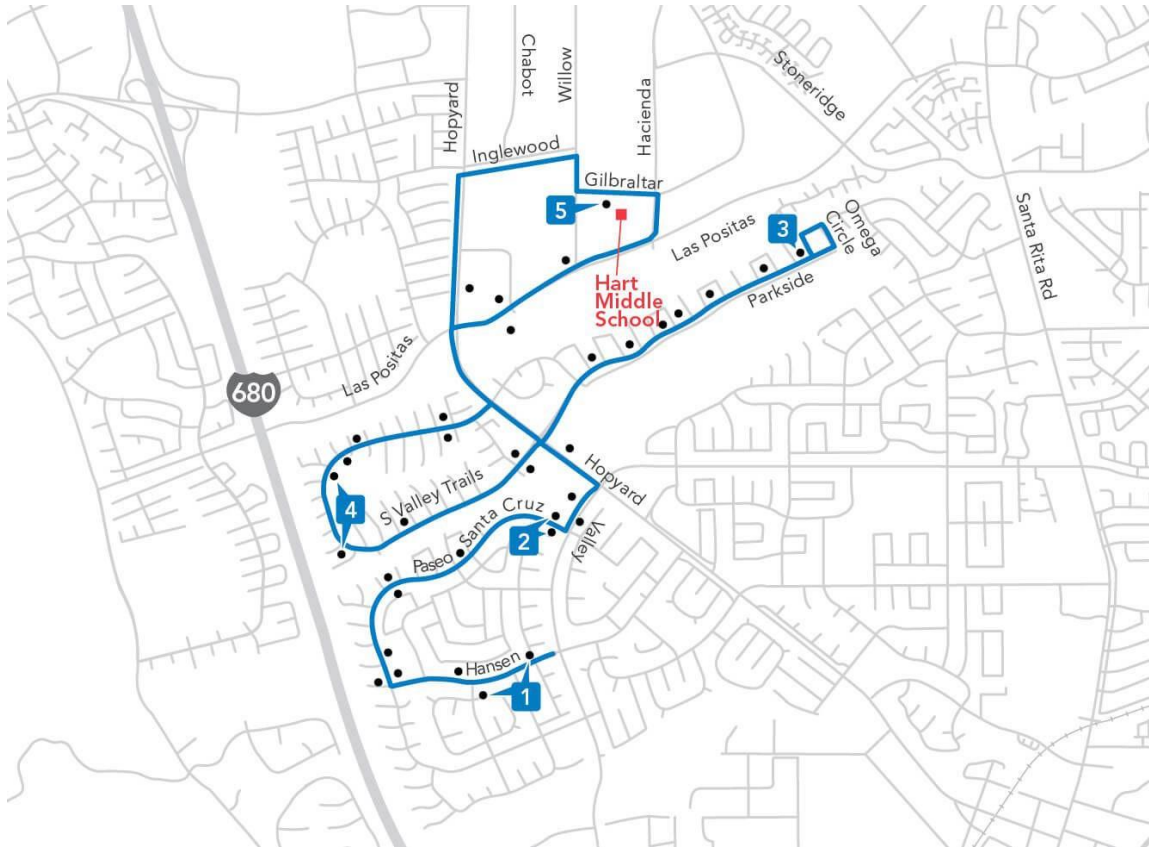 Hopyard
Chabot
Willow
Hacienda
Stoneridge
Inglewood
Gilbraltar
5
Las Positas
3
Omega
Circle
Santa Rita Rd
Hart
Middle
School
Parkside
Las Positas
680
Hopyard
S Valley Trails
4
Paseo Santa Cruz
2
Valley
Hansen
1